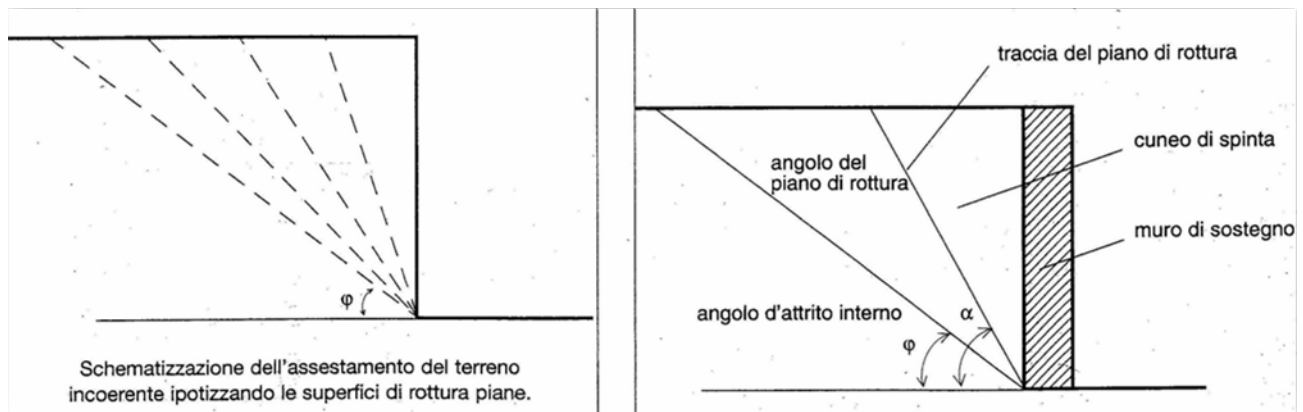 φ
Schematizzazione dell'assestamento del terreno
incoerente ipotizzando le superfici di rottura piane.
traccia del piano di rottura
angolo del
piano di rottura
cuneo di spinta
muro di sostegno
angolo d'attrito interno
φ
α